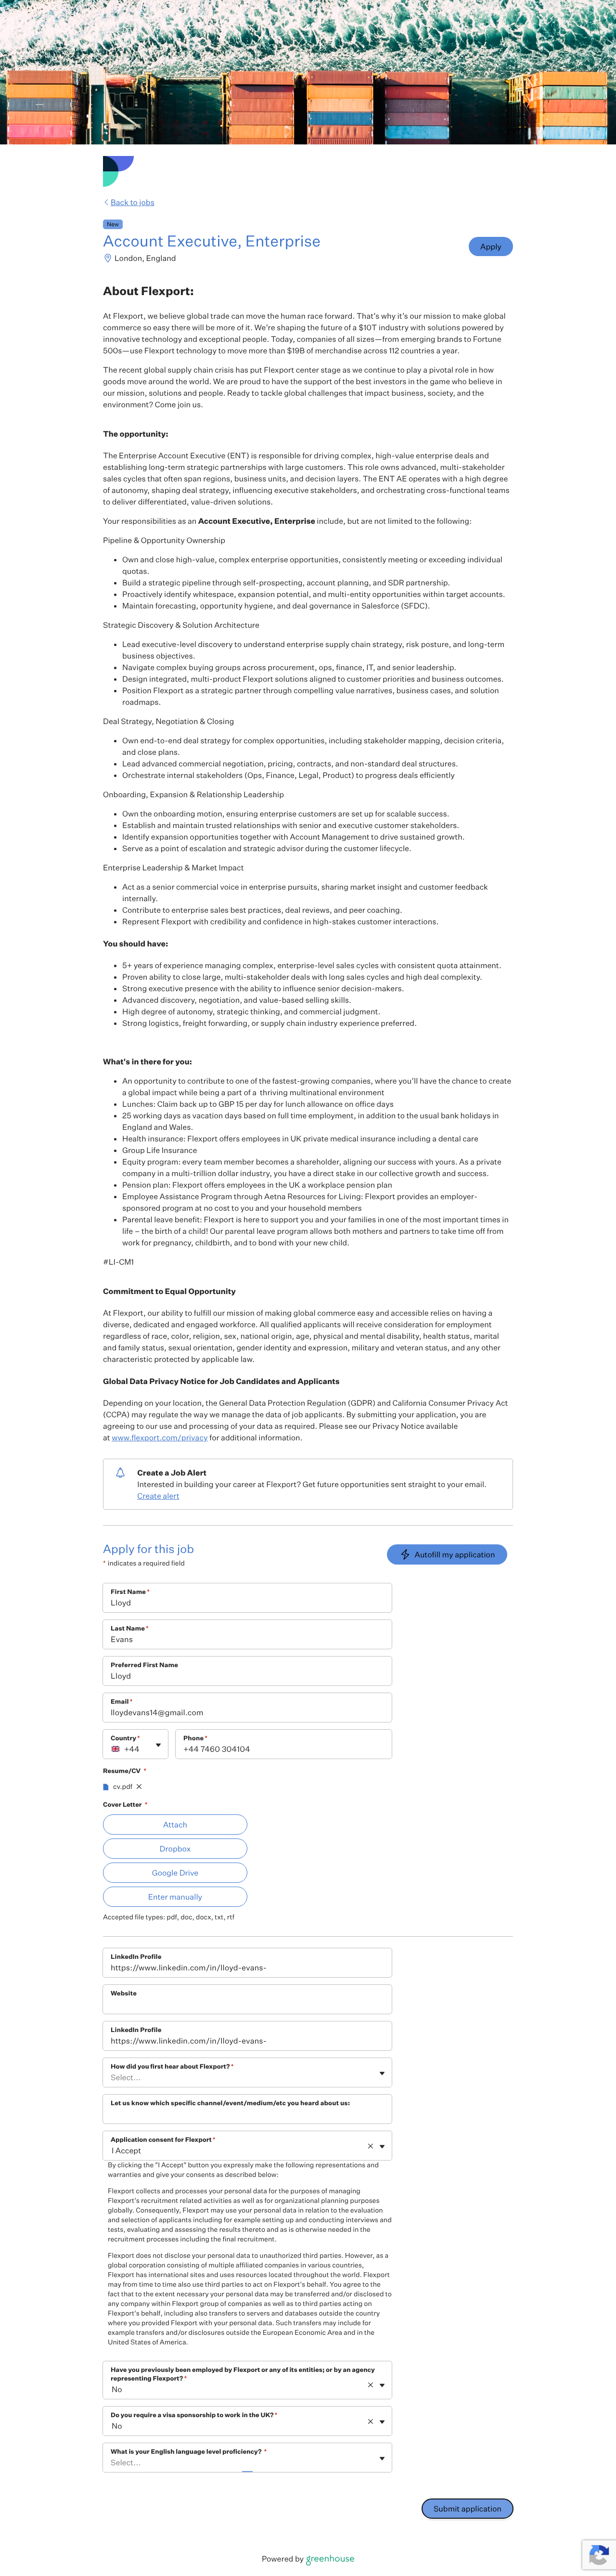 Back to jobs
New
Account Executive, Enterprise
Apply
London, England
About Flexport:
At Flexport, we believe global trade can move the human race forward. That's why it's our mission to make global
commerce so easy there will be more of it. We're shaping the future of a $10T industry with solutions powered by
innovative technology and exceptional people. Today, companies of all sizes—from emerging brands to Fortune
500s—use Flexport technology to move more than $19B of merchandise across 112 countries a year.
The recent global supply chain crisis has put Flexport center stage as we continue to play a pivotal role in how
goods move around the world. We are proud to have the support of the best investors in the game who believe in
our mission, solutions and people. Ready to tackle global challenges that impact business, society, and the
environment? Come join us.
The opportunity:
The Enterprise Account Executive (ENT) is responsible for driving complex, high-value enterprise deals and
establishing long-term strategic partnerships with large customers. This role owns advanced, multi-stakeholder
sales cycles that often span regions, business units, and decision layers. The ENT AE operates with a high degree
of autonomy, shaping deal strategy, influencing executive stakeholders, and orchestrating cross-functional teams
to deliver differentiated, value-driven solutions.
Your responsibilities as an Account Executive, Enterprise include, but are not limited to the following:
Pipeline & Opportunity Ownership
• Own and close high-value, complex enterprise opportunities, consistently meeting or exceeding individual
quotas.
• Build a strategic pipeline through self-prospecting, account planning, and SDR partnership.
• Proactively identify whitespace, expansion potential, and multi-entity opportunities within target accounts.
• Maintain forecasting, opportunity hygiene, and deal governance in Salesforce (SFDC).
Strategic Discovery & Solution Architecture
• Lead executive-level discovery to understand enterprise supply chain strategy, risk posture, and long-term
business objectives.
• Navigate complex buying groups across procurement, ops, finance, IT, and senior leadership.
• Design integrated, multi-product Flexport solutions aligned to customer priorities and business outcomes.
• Position Flexport as a strategic partner through compelling value narratives, business cases, and solution
roadmaps.
Deal Strategy, Negotiation & Closing
• Own end-to-end deal strategy for complex opportunities, including stakeholder mapping, decision criteria,
and close plans.
• Lead advanced commercial negotiation, pricing, contracts, and non-standard deal structures.
• Orchestrate internal stakeholders (Ops, Finance, Legal, Product) to progress deals efficiently
Onboarding, Expansion & Relationship Leadership
• Own the onboarding motion, ensuring enterprise customers are set up for scalable success.
• Establish and maintain trusted relationships with senior and executive customer stakeholders.
• Identify expansion opportunities together with Account Management to drive sustained growth.
• Serve as a point of escalation and strategic advisor during the customer lifecycle.
Enterprise Leadership & Market Impact
• Act as a senior commercial voice in enterprise pursuits, sharing market insight and customer feedback
internally.
• Contribute to enterprise sales best practices, deal reviews, and peer coaching.
• Represent Flexport with credibility and confidence in high-stakes customer interactions.
You should have:
• 5+ years of experience managing complex, enterprise-level sales cycles with consistent quota attainment.
• Proven ability to close large, multi-stakeholder deals with long sales cycles and high deal complexity.
• Strong executive presence with the ability to influence senior decision-makers.
• Advanced discovery, negotiation, and value-based selling skills.
• High degree of autonomy, strategic thinking, and commercial judgment.
• Strong logistics, freight forwarding, or supply chain industry experience preferred.
What's in there for you:
• An opportunity to contribute to one of the fastest-growing companies, where you'll have the chance to create
a global impact while being a part of a thriving multinational environment
• Lunches: Claim back up to GBP 15 per day for lunch allowance on office days
• 25 working days as vacation days based on full time employment, in addition to the usual bank holidays in
England and Wales.
• Health insurance: Flexport offers employees in UK private medical insurance including a dental care
• Group Life Insurance
• Equity program: every team member becomes a shareholder, aligning our success with yours. As a private
company in a multi-trillion dollar industry, you have a direct stake in our collective growth and success.
• Pension plan: Flexport offers employees in the UK a workplace pension plan
• Employee Assistance Program through Aetna Resources for Living: Flexport provides an employer-
sponsored program at no cost to you and your household members
• Parental leave benefit: Flexport is here to support you and your families in one of the most important times in
life – the birth of a child! Our parental leave program allows both mothers and partners to take time off from
work for pregnancy, childbirth, and to bond with your new child.
#LI-CM1
Commitment to Equal Opportunity
At Flexport, our ability to fulfill our mission of making global commerce easy and accessible relies on having a
diverse, dedicated and engaged workforce. All qualified applicants will receive consideration for employment
regardless of race, color, religion, sex, national origin, age, physical and mental disability, health status, marital
and family status, sexual orientation, gender identity and expression, military and veteran status, and any other
characteristic protected by applicable law.
Global Data Privacy Notice for Job Candidates and Applicants
Depending on your location, the General Data Protection Regulation (GDPR) and California Consumer Privacy Act
(CCPA) may regulate the way we manage the data of job applicants. By submitting your application, you are
agreeing to our use and processing of your data as required. Please see our Privacy Notice available
at www.flexport.com/privacy for additional information.
Create a Job Alert
Interested in building your career at Flexport? Get future opportunities sent straight to your email.
Create alert
Apply for this job
Autofill my application
* indicates a required field
First Name*
Lloyd
Last Name*
Evans
Preferred First Name
Lloyd
Email*
lloydevans14@gmail.com
Country*
+44
Phone*
+44 7460 304104
Resume/CV *
cv.pdf
Cover Letter *
Attach
Dropbox
Google Drive
Enter manually
Accepted file types: pdf, doc, docx, txt, rtf
LinkedIn Profile
https://www.linkedin.com/in/lloyd-evans-
Website
LinkedIn Profile
https://www.linkedin.com/in/lloyd-evans-
How did you first hear about Flexport?*
Select...
Let us know which specific channel/event/medium/etc you heard about us:
Application consent for Flexport*
I Accept
By clicking the "I Accept" button you expressly make the following representations and
warranties and give your consents as described below:
Flexport collects and processes your personal data for the purposes of managing
Flexport's recruitment related activities as well as for organizational planning purposes
globally. Consequently, Flexport may use your personal data in relation to the evaluation
and selection of applicants including for example setting up and conducting interviews and
tests, evaluating and assessing the results thereto and as is otherwise needed in the
recruitment processes including the final recruitment.
Flexport does not disclose your personal data to unauthorized third parties. However, as a
global corporation consisting of multiple affiliated companies in various countries,
Flexport has international sites and uses resources located throughout the world. Flexport
may from time to time also use third parties to act on Flexport's behalf. You agree to the
fact that to the extent necessary your personal data may be transferred and/or disclosed to
any company within Flexport group of companies as well as to third parties acting on
Flexport's behalf, including also transfers to servers and databases outside the country
where you provided Flexport with your personal data. Such transfers may include for
example transfers and/or disclosures outside the European Economic Area and in the
United States of America.
Have you previously been employed by Flexport or any of its entities; or by an agency
representing Flexport?*
No
Do you require a visa sponsorship to work in the UK?*
No
What is your English language level proficiency? *
Select...
Submit application
Powered by greenhouse